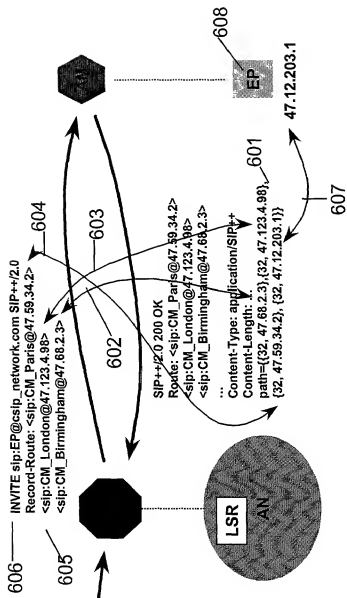 606
INVITE sip:EP@csip_network.com SIP++/2.0
Record-Route: <sip:CM_Paris@47.59.34.2>
<sip:CM_London@47.123.4.98>
<sip:CM_Birmingham@47.68.2.3>
605
604
603
602
SIP++/2.0 200 OK
Route: <sip:CM_Paris@47.59.34.2>
<sip:CM_London@47.123.4.98>
<sip:CM_Birmingham@47.68.2.3>
...
Content-Type: application/SIP++
Content-Length: ...
path={{32, 47.68.2.3},{32, 47.123.4.98},
{32, 47.59.34.2}, {32, 47.12.203.1}}
601
607
608
EP
47.12.203.1
LSR
AN